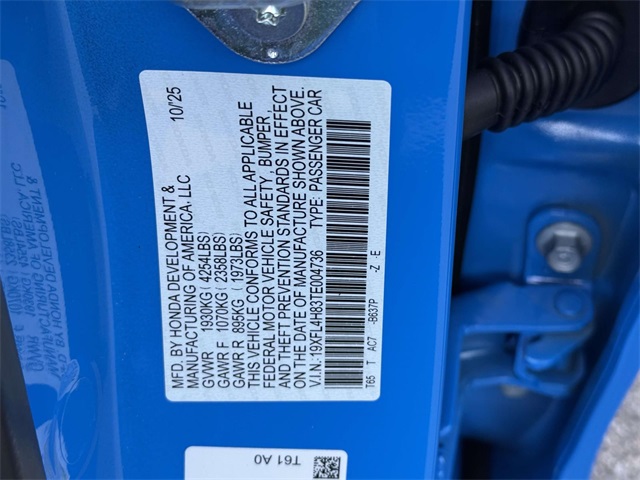 MFD. BY HONDA DEVELOPMENT & 10/25
MANUFACTURING OF AMERICA. LLC
GVWR 1930KG ( 4254LBS)
GAWR F 1070KG ( 2358LBS)
GAWR R 895KG ( 1973LBS)
THIS VEHICLE CONFORMS TO ALL APPLICABLE
FEDERAL MOTOR VEHICLE SAFETY, BUMPER,
AND THEFT PREVENTION STANDARDS IN EFFECT
ON THE DATE OF MANUFACTURE SHOWN ABOVE.
V.I.N.:19XFL4H83TE004736 TYPE: PASSENGER CAR
T65 T AC7 -B637P -Z -E
T61 A0